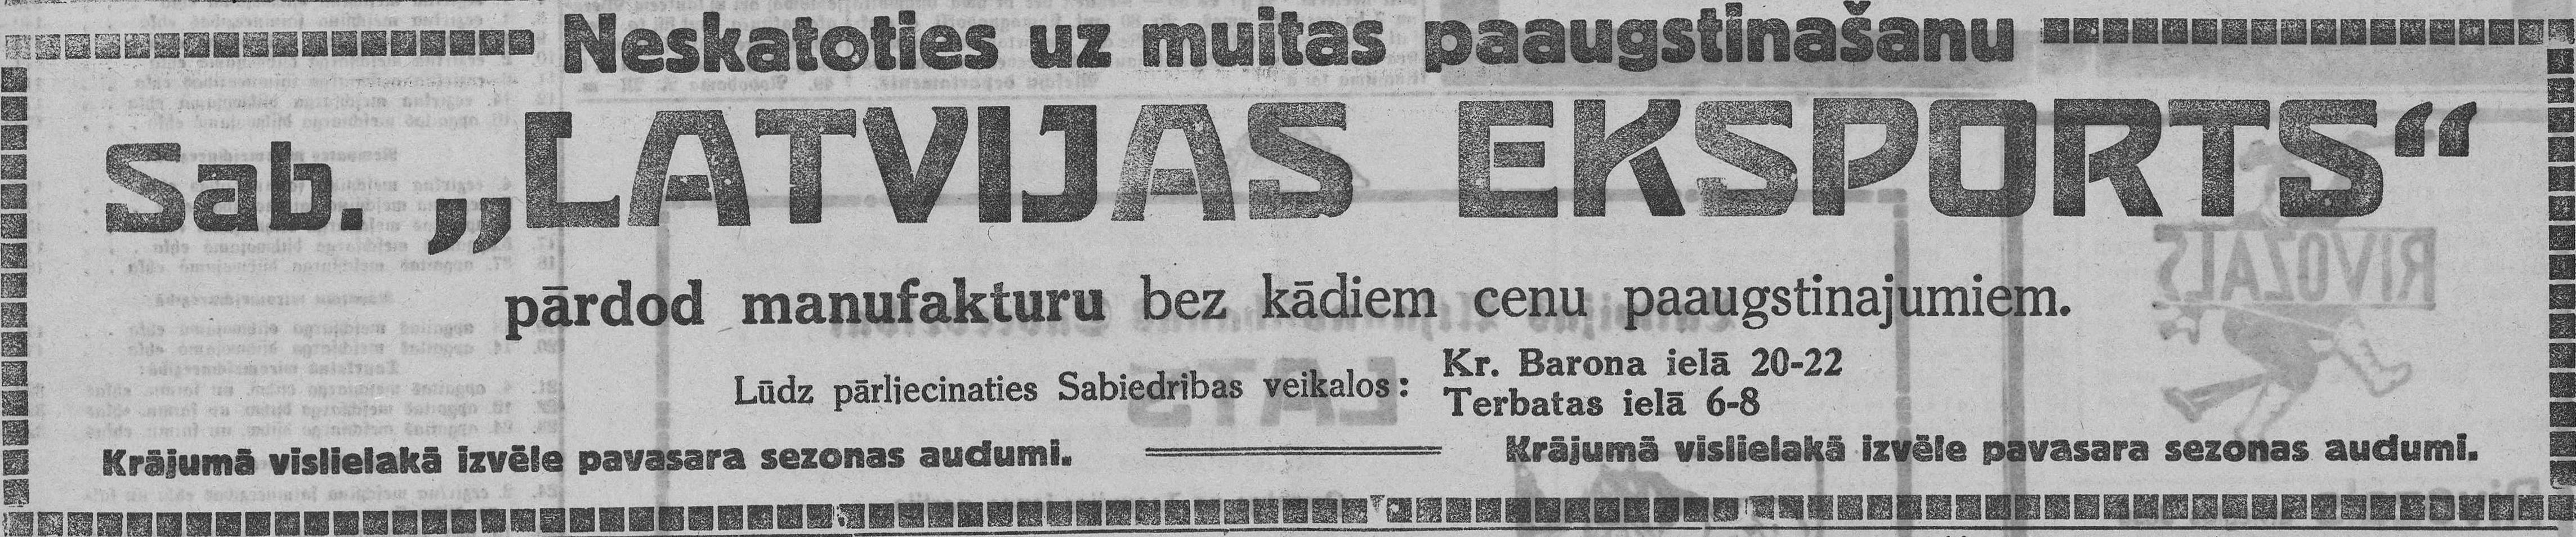 Neskatoties uz muitas paaugstinašanu
Sab. „LATVIJAS EKSPORTS“
pārdod manufakturu bez kādiem cenu paaugstinajumiem.
Lūdz pārliecinaties Sabiedribas veikalos:
Kr. Barona ielā 20-22
Terbatas ielā 6-8
Krājumā vislielakā izvēle pavasara sezonas audumi.
Krājumā vislielakā izvēle pavasara sezonas audumi.